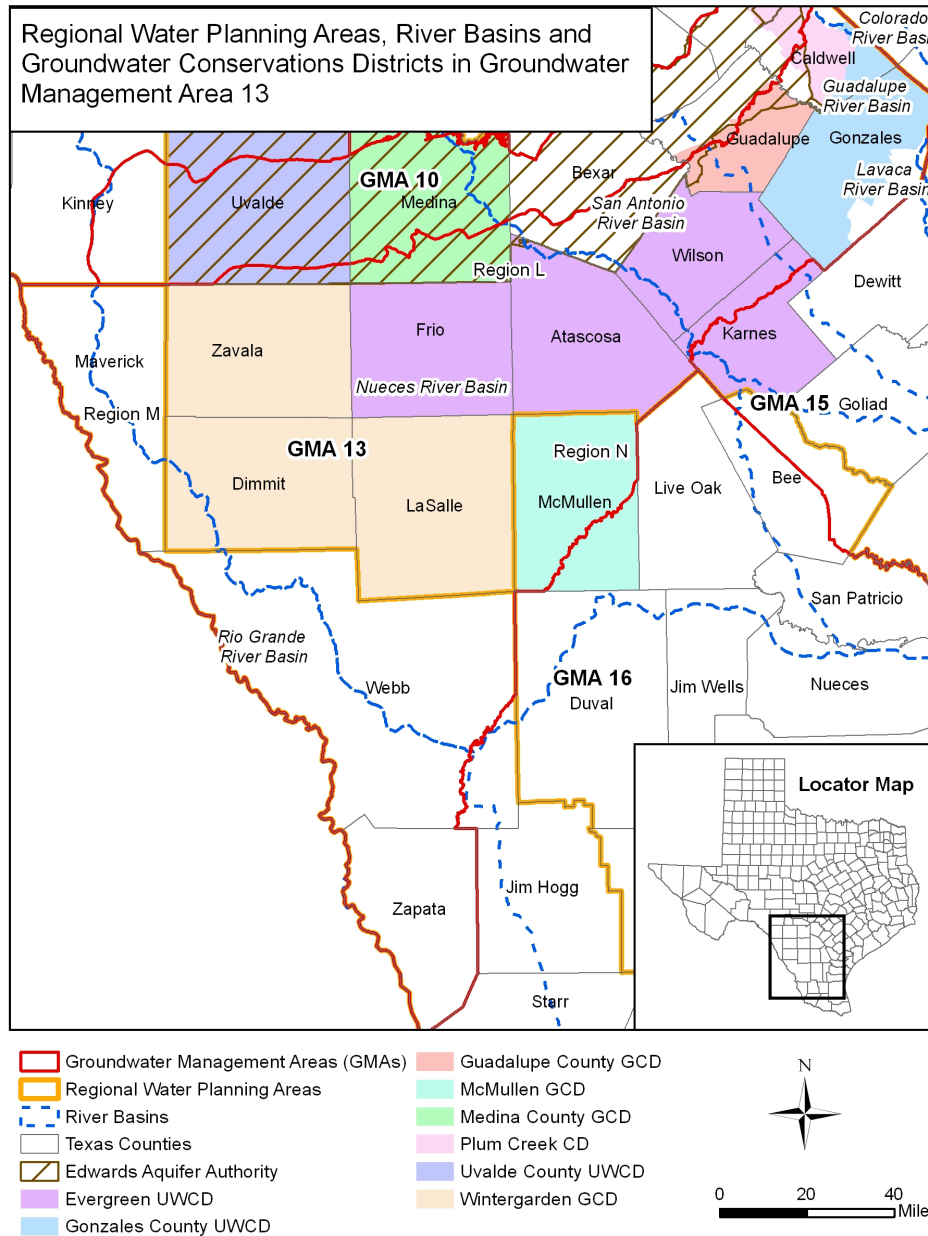 Regional Water Planning Areas, River Basins and
Groundwater Conservations Districts in Groundwater
Management Area 13
Colorado
River Basi
Caldwell
Guadalupe
River Basin
Guadalupe
Gonzales
Lavaca
River Basin
Bexar
GMA 10
Kinney
Uvalde
Medina
San Antonio
River Basin
Wilson
Region L
Dewitt
Frio
Atascosa
Karnes
Zavala
Maverick
Nueces River Basin
Region M
GMA 15
Goliad
GMA 13
Region N
Bee
Dimmit
Live Oak
LaSalle
McMullen
San Patricio
Rio Grande
River Basin
GMA 16
Webb
Duval
Jim Wells
Nueces
Locator Map
Jim Hogg
Zapata
Starr
Groundwater Management Areas (GMAs)
Regional Water Planning Areas
River Basins
Texas Counties
Edwards Aquifer Authority
Evergreen UWCD
Gonzales County UWCD
Guadalupe County GCD
McMullen GCD
Medina County GCD
Plum Creek CD
Uvalde County UWCD
Wintergarden GCD
N
0 20 40
Mile